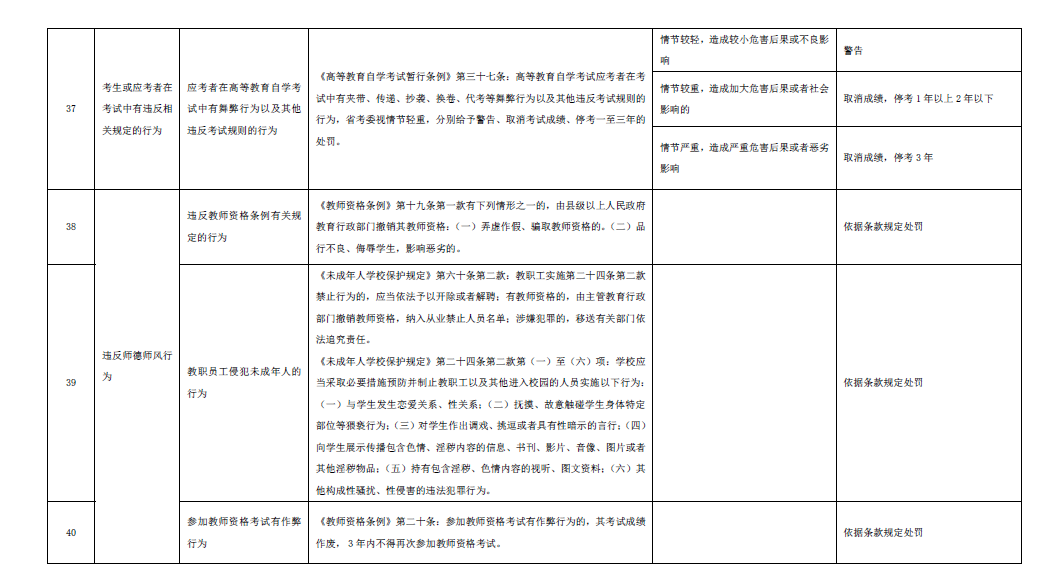 37
考生或应考者在
考试中有违反相
关规定的行为
应考者在高等教育自学考
试中有舞弊行为以及其他
违反考试规则的行为
《高等教育自学考试暂行条例》第三十七条：高等教育自学考试应考者在考
试中有夹带、传递、抄袭、换卷、代考等舞弊行为以及其他违反考试规则的
行为，省考委视情节轻重，分别给予警告、取消考试成绩、停考一至三年的
处罚。
情节较轻，造成较小危害后果或不良影
响
警告
情节较重，造成加大危害后果或者社会
影响的
取消成绩，停考 1 年以上 2 年以下
情节严重，造成严重危害后果或者恶劣
影响
取消成绩，停考 3 年
38
违反教师资格条例有关规
定的行为
《教师资格条例》第十九条第一款有下列情形之一的，由县级以上人民政府
教育行政部门撤销其教师资格：（一）弄虚作假、骗取教师资格的。（二）品
行不良、侮辱学生，影响恶劣的。
依据条款规定处罚
39
违反师德师风行
为
教职员工侵犯未成年人的
行为
《未成年人学校保护规定》第六十条第二款：教职工实施第二十四条第二款
禁止行为的，应当依法予以开除或者解聘；有教师资格的，由主管教育行政
部门撤销教师资格，纳入从业禁止人员名单；涉嫌犯罪的，移送有关部门依
法追究责任。
《未成年人学校保护规定》第二十四条第二款第（一）至（六）项：学校应
当采取必要措施预防并制止教职工以及其他进入校园的人员实施以下行为：
（一）与学生发生恋爱关系、性关系；（二）抚摸、故意触碰学生身体特定
部位等猥亵行为；（三）对学生作出调戏、挑逗或者具有性暗示的言行；（四）
向学生展示传播包含色情、淫秽内容的信息、书刊、影片、音像、图片或者
其他淫秽物品；（五）持有包含淫秽、色情内容的视听、图文资料；（六）其
他构成性骚扰、性侵害的违法犯罪行为。
依据条款规定处罚
40
参加教师资格考试有作弊
行为
《教师资格条例》第二十条：参加教师资格考试有作弊行为的，其考试成绩
作废，3 年内不得再次参加教师资格考试。
依据条款规定处罚